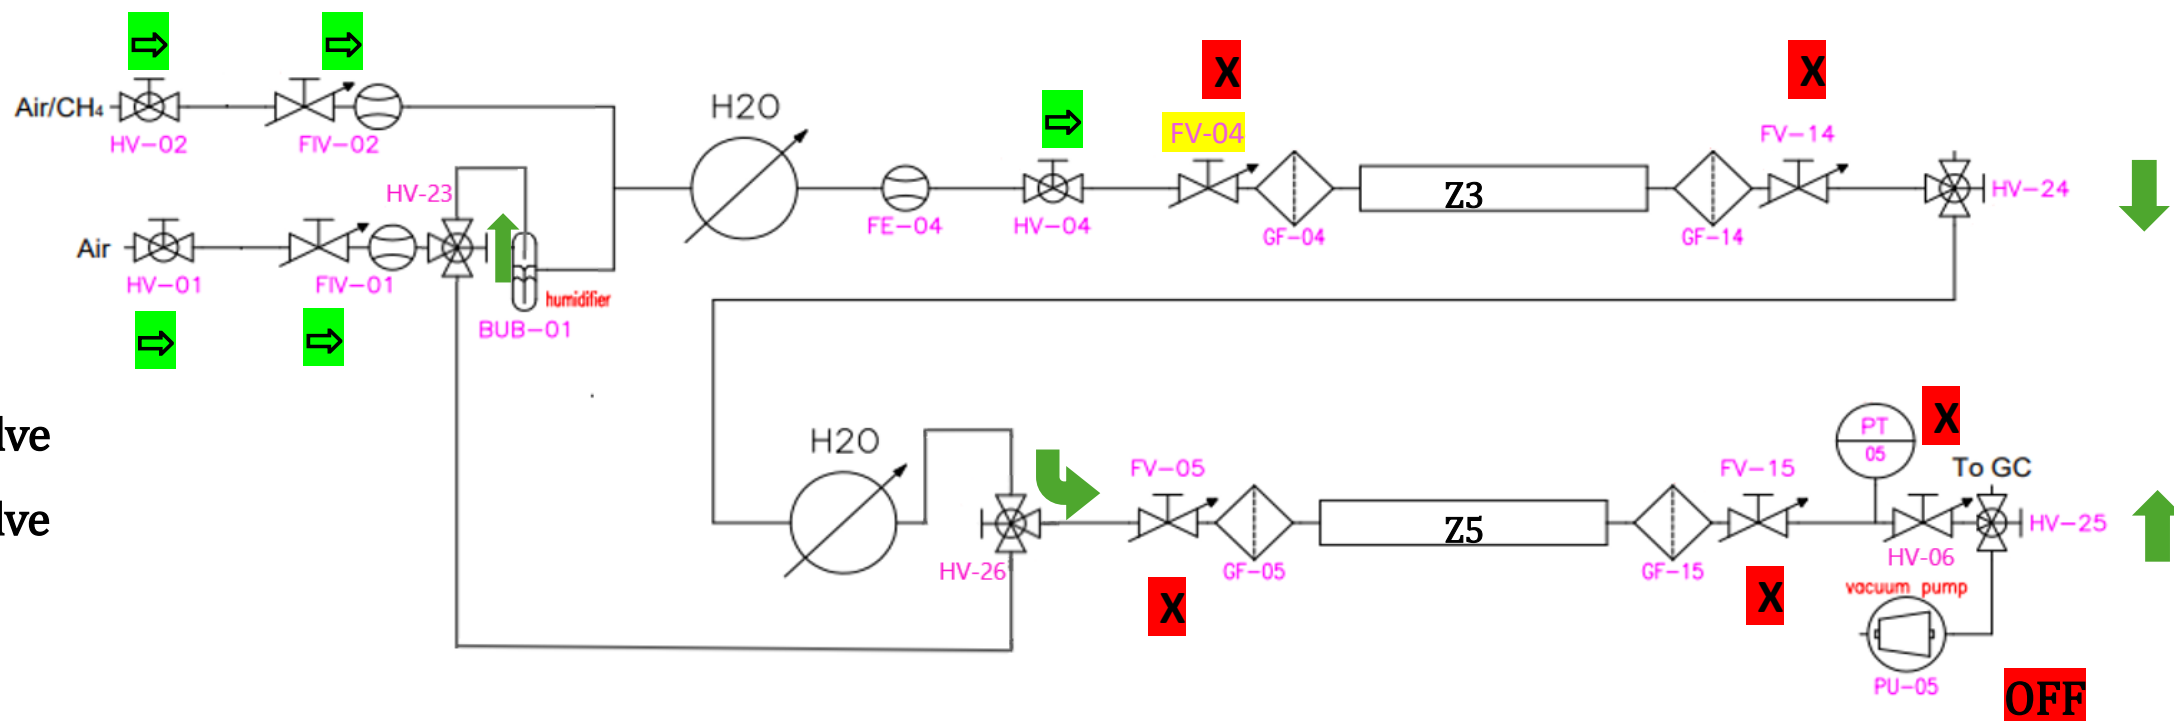 ⇨ ⇨ X X
Air/CH₄ H2O
HV-02 FIV-02 ⇨ FV-04 FV-14
HV-23 Z3 HV-24
Air FE-04 HV-04 GF-04 GF-14
HV-01 FIV-01 humidifier
BUB-01
⇨ ⇨
lve H2O PT 05 X
FV-05 FV-15 To GC
lve Z5 HV-25
HV-26 GF-05 GF-15 HV-06
X X vacuum pump
PU-05
OFF